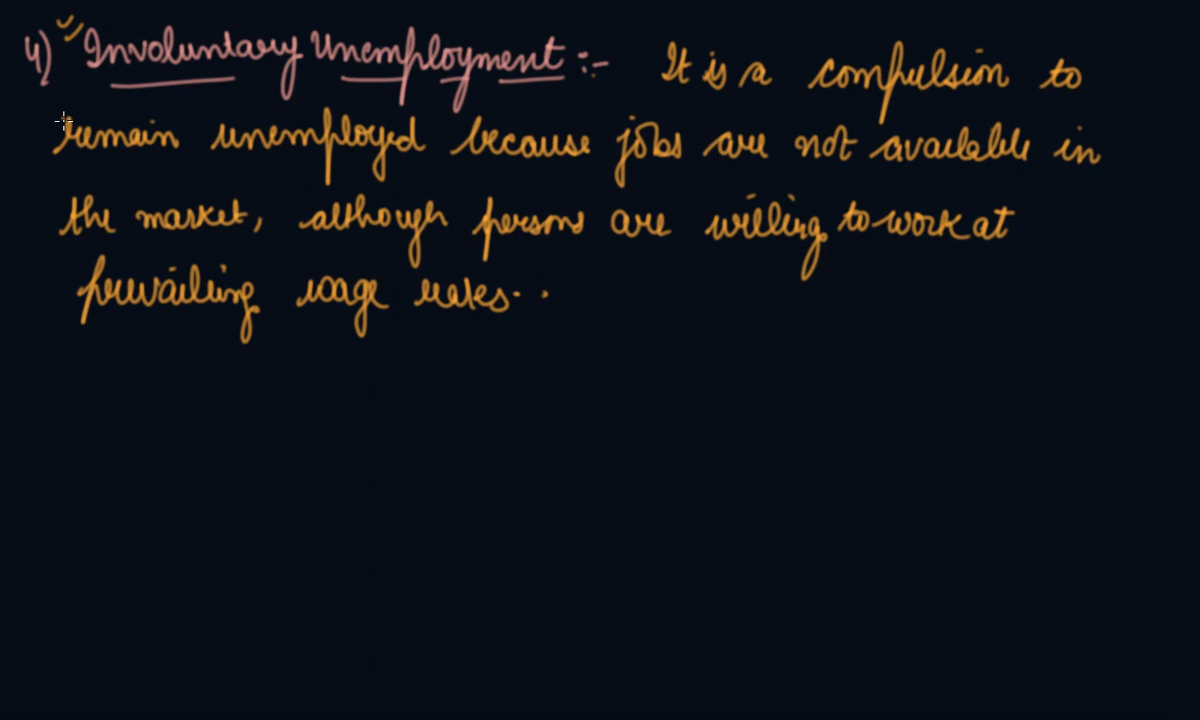 4) Involuntary Unemployment :- It is a compulsion to
remain unemployed because jobs are not available in
the market, although persons are willing to work at
prevailing wage rates..